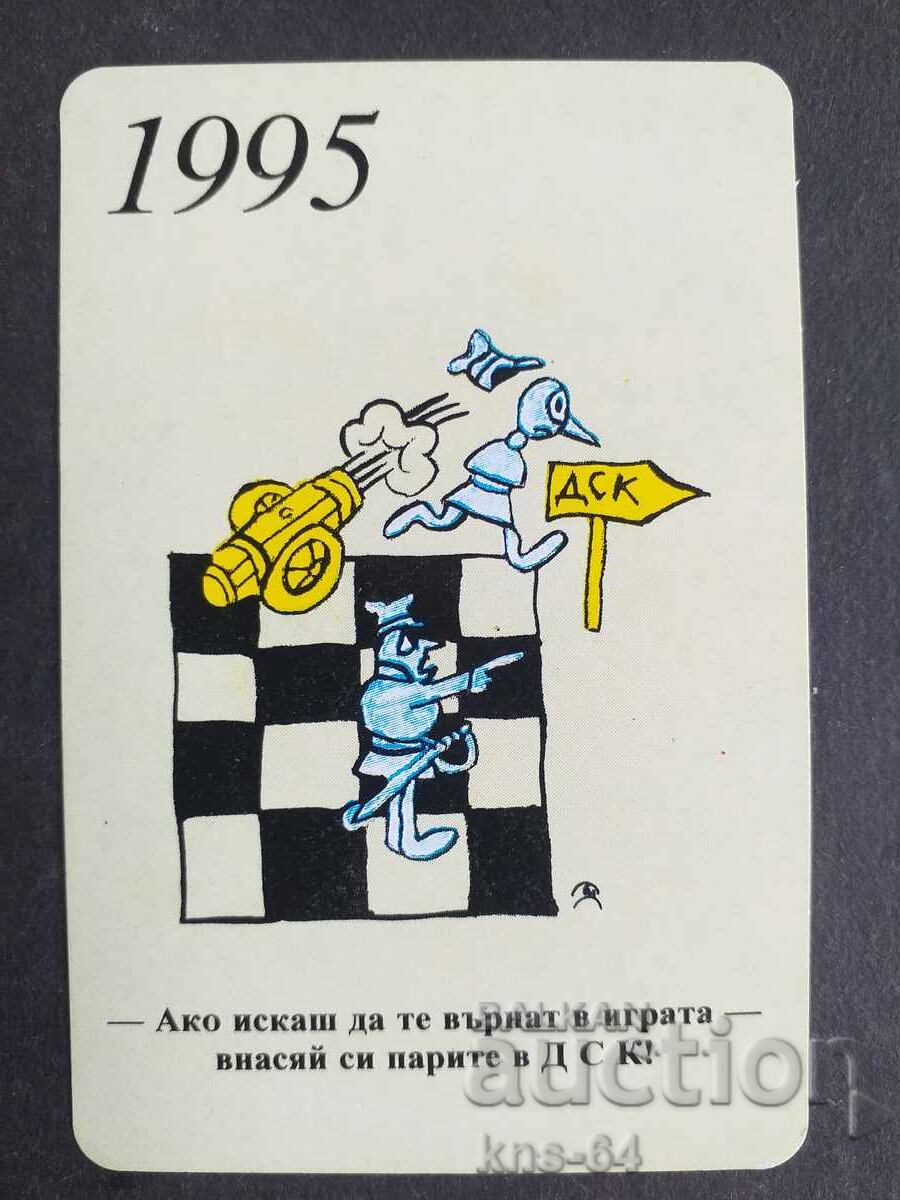 1995
ДСК
— Ако искаш да те върнат в играта —
внасяй си парите в Д С К!
BALKAN
auction
kns-64